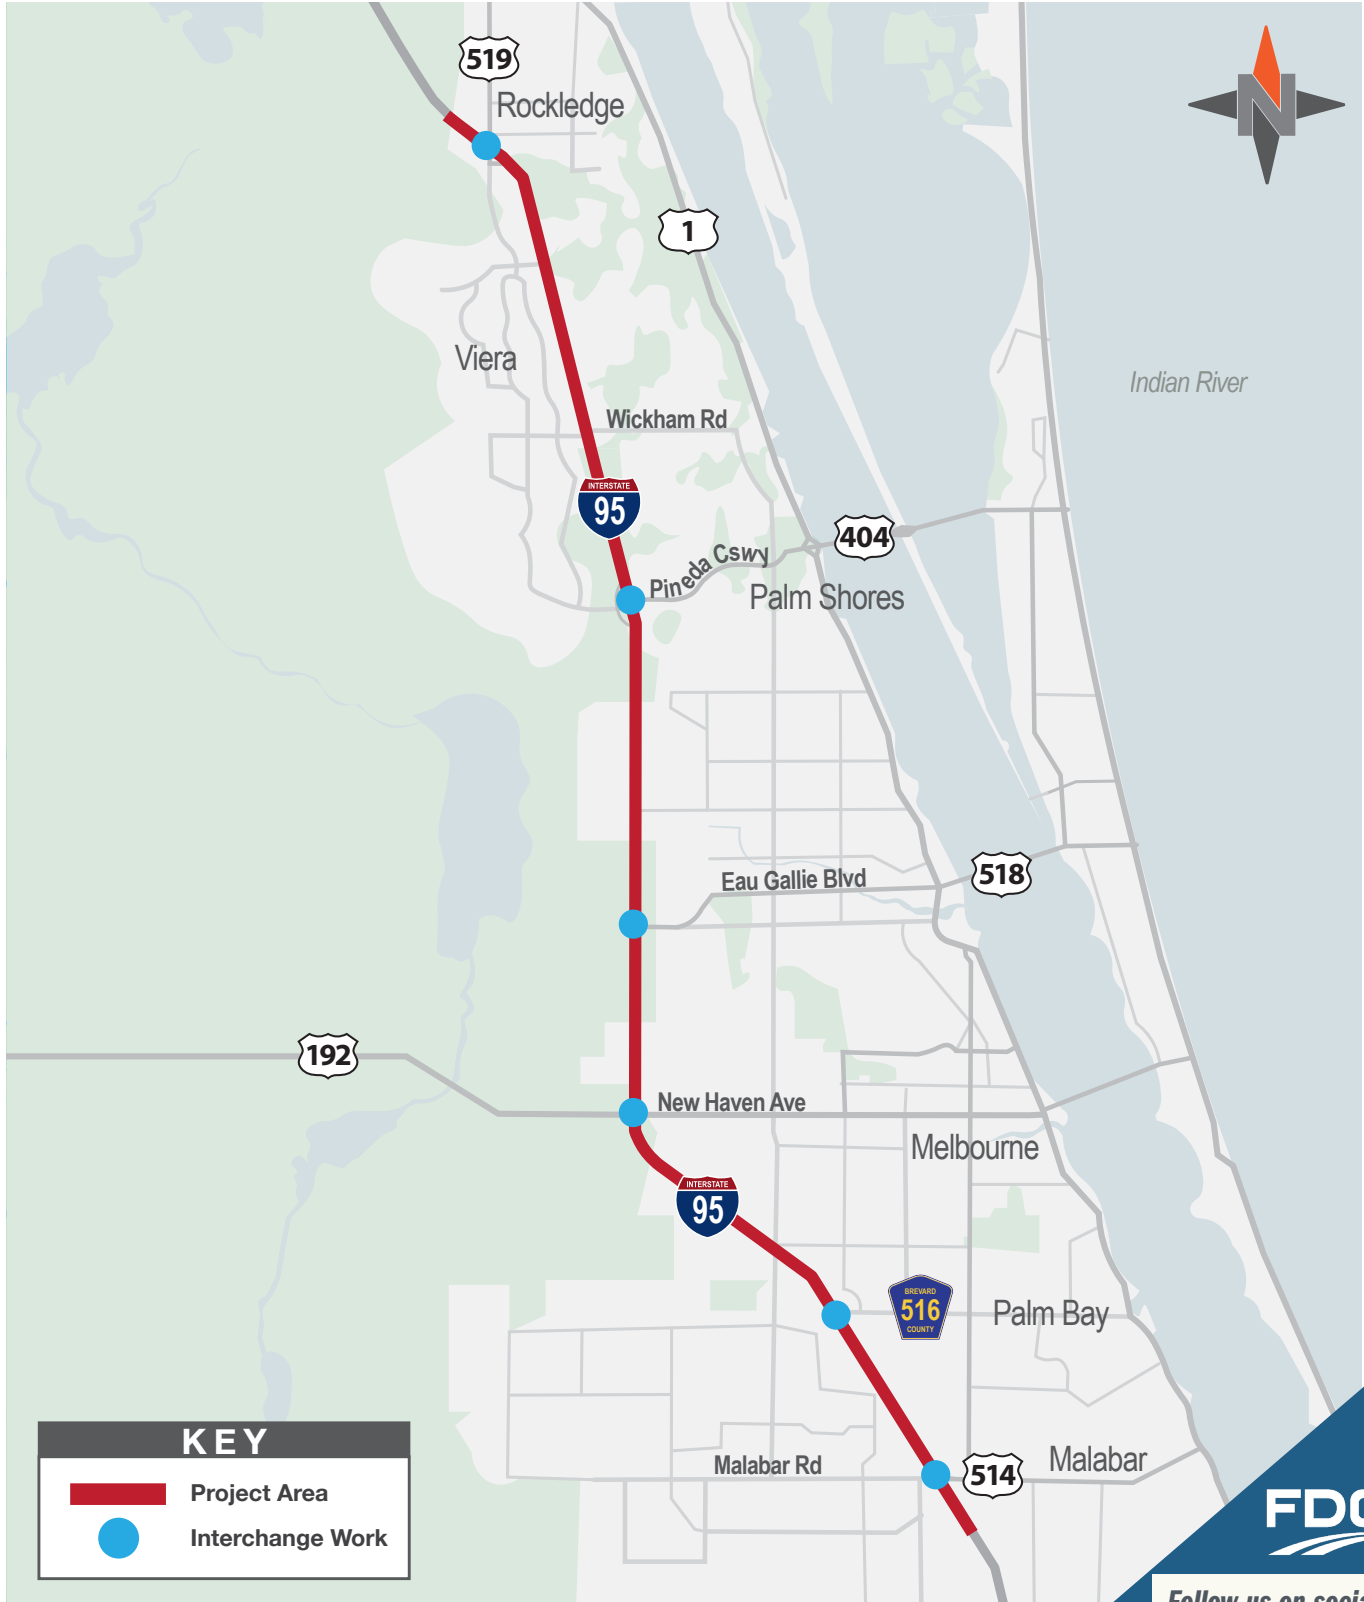 519
Rockledge
1
Indian River
Viera
Wickham Rd
INTERSTATE
95
404
Pineda Cswy
Palm Shores
Eau Gallie Blvd
518
192
New Haven Ave
Melbourne
INTERSTATE
95
BREVARD
516
COUNTY
Palm Bay
Malabar Rd
514
Malabar
KEY
Project Area
Interchange Work
N